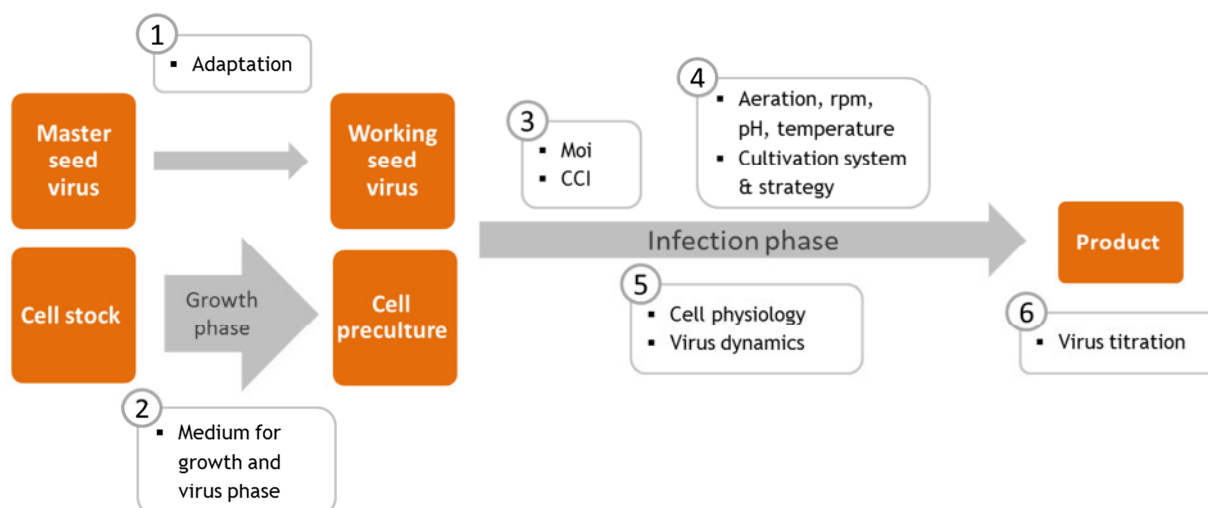 1
▪ Adaptation
Master
seed
virus
Working
seed
virus
3
▪ Moi
▪ CCI
4
▪ Aeration, rpm,
pH, temperature
▪ Cultivation system
& strategy
Infection phase
Product
Cell stock
Growth
phase
Cell
preculture
5
▪ Cell physiology
▪ Virus dynamics
6
▪ Virus titration
2
▪ Medium for
growth and
virus phase